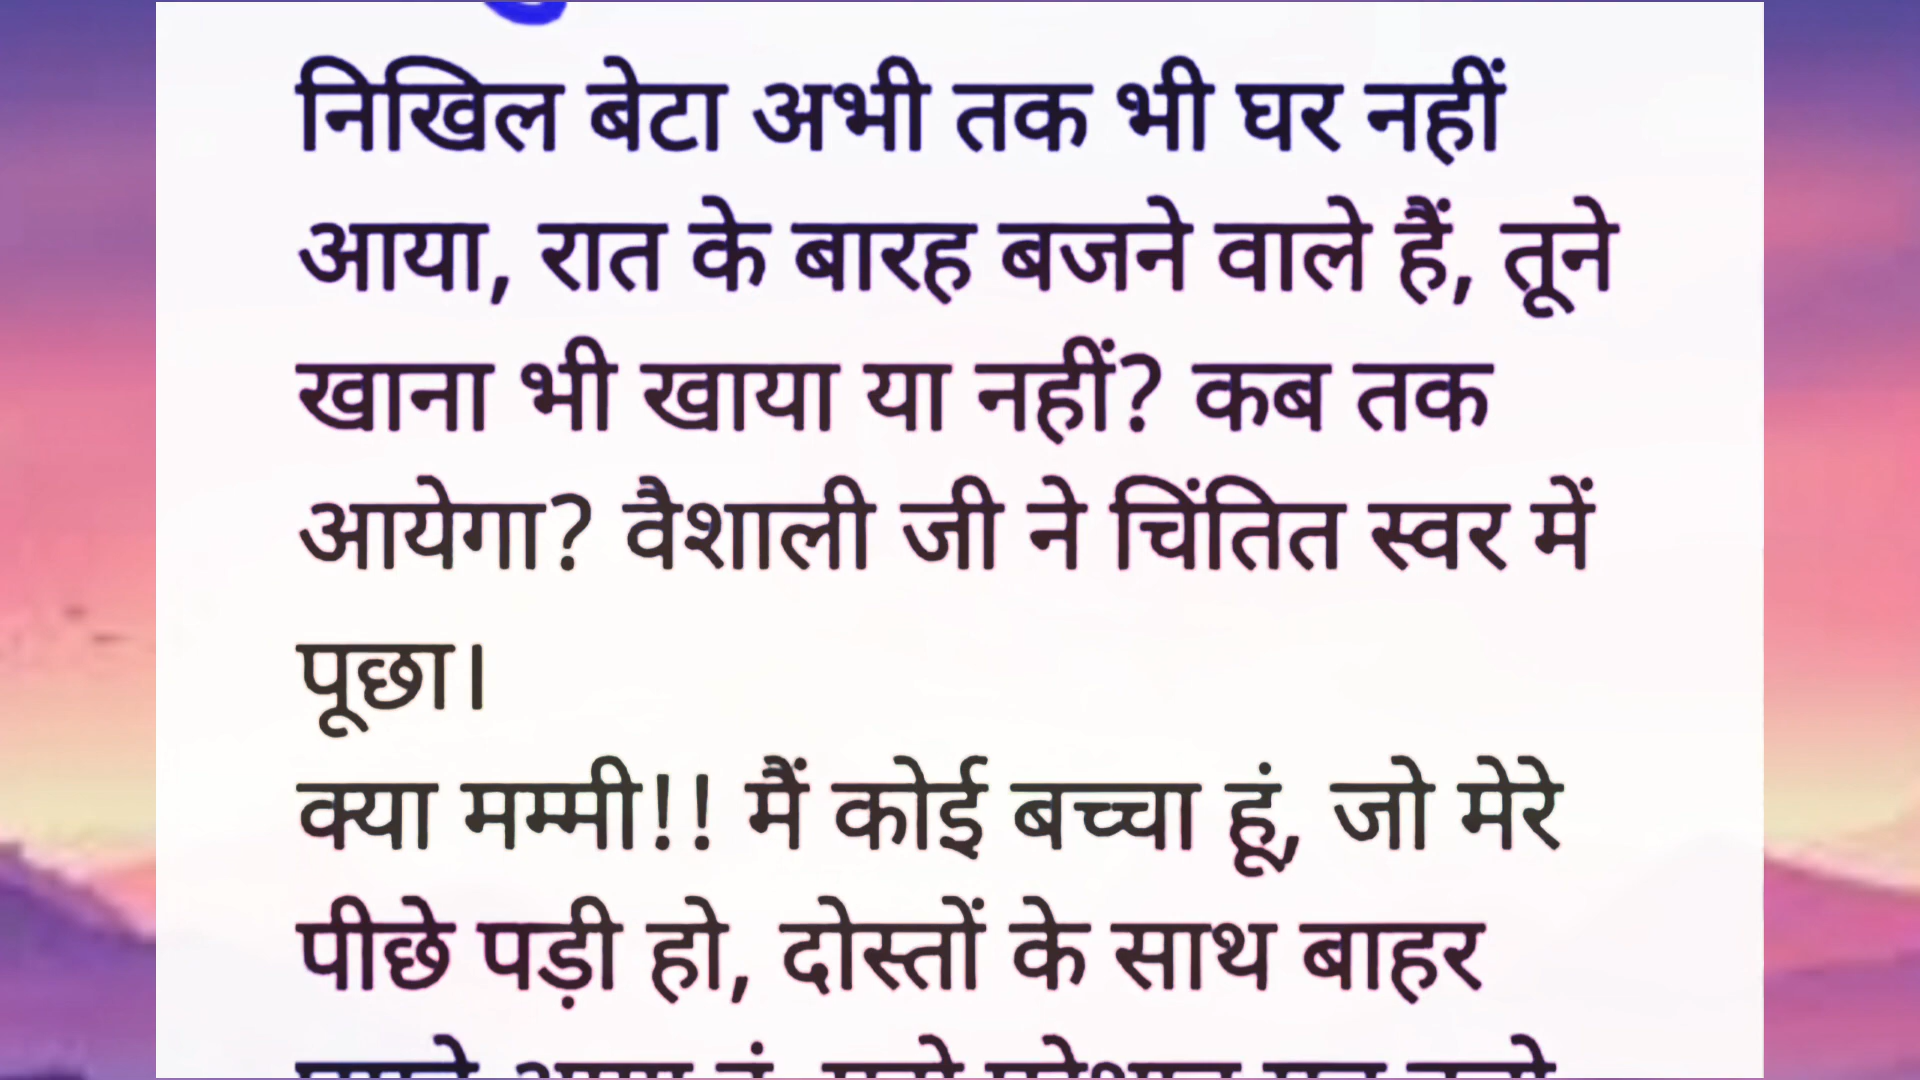 निखिल बेटा अभी तक भी घर नहीं
आया, रात के बारह बजने वाले हैं, तूने
खाना भी खाया या नहीं? कब तक
आयेगा? वैशाली जी ने चिंतित स्वर में
पूछा।
क्या मम्मी!! मैं कोई बच्चा हूं, जो मेरे
पीछे पड़ी हो, दोस्तों के साथ बाहर